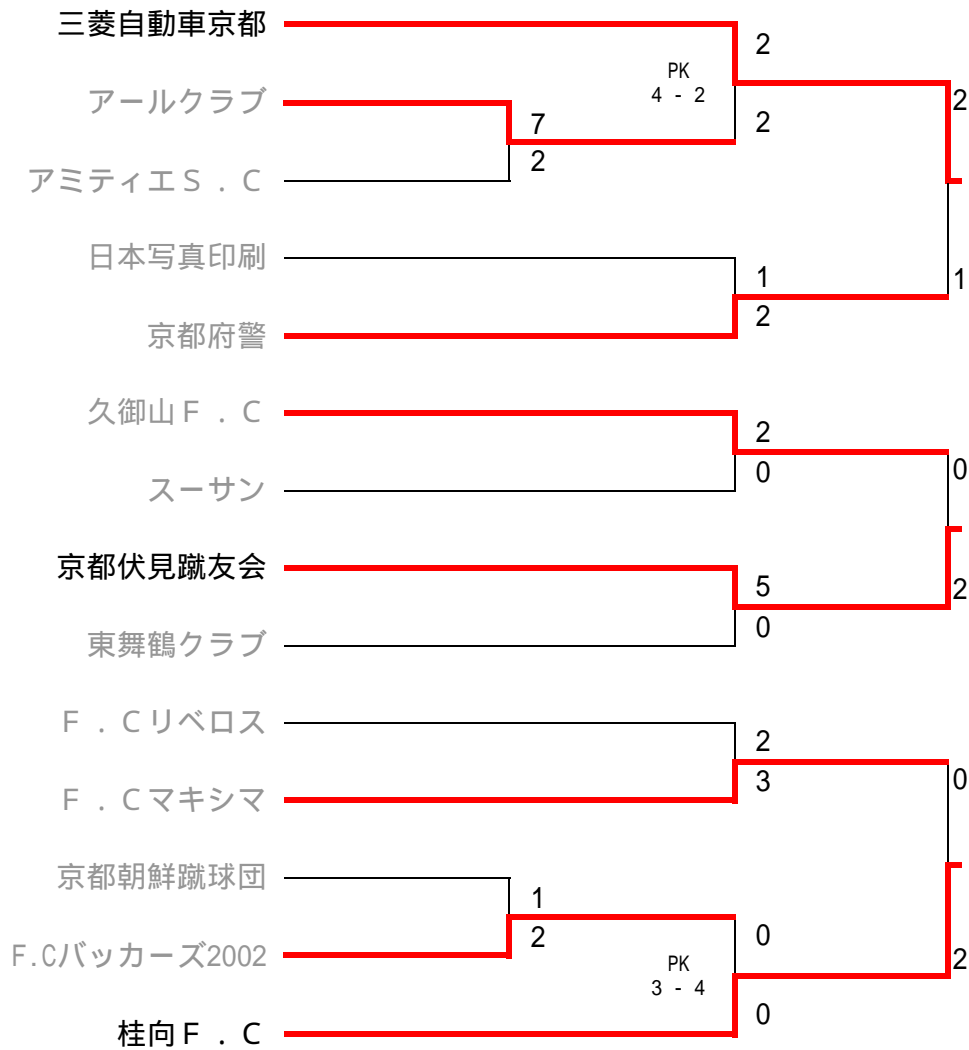 三菱自動車京都
2
PK
4 - 2
アールクラブ
2
7
2
2
アミティエＳ．Ｃ
日本写真印刷
1
1
2
京都府警
久御山Ｆ．Ｃ
2
0
0
スーサン
京都伏見蹴友会
5
2
0
東舞鶴クラブ
Ｆ．Ｃリベロス
2
3
0
Ｆ．Ｃマキシマ
京都朝鮮蹴球団
1
2
0
F.Cバッカーズ2002
PK
3 - 4
2
0
桂向Ｆ．Ｃ